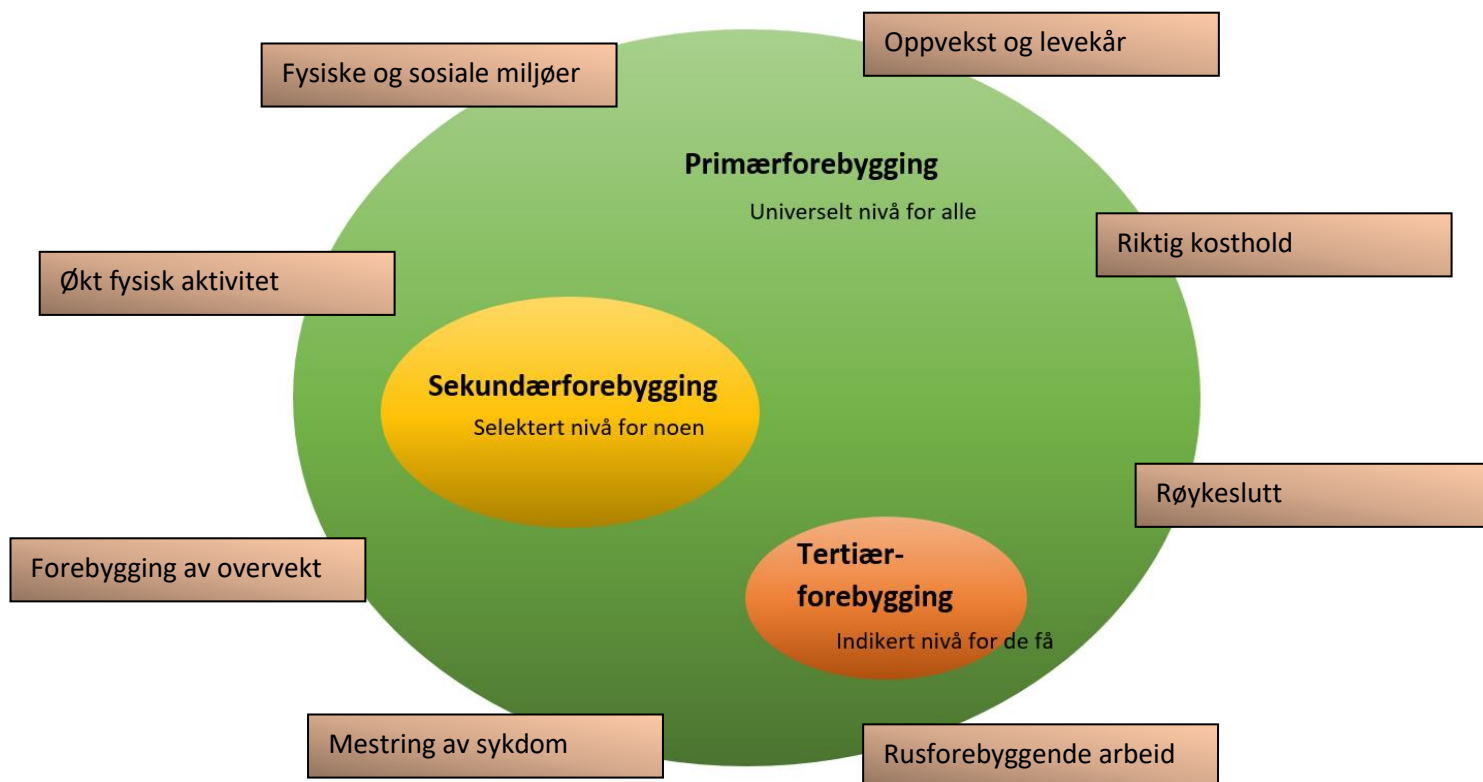 Oppvekst og levekår
Fysiske og sosiale miljøer
Primærforebygging
Universelt nivå for alle
Riktig kosthold
Økt fysisk aktivitet
Sekundærforebygging
Selektert nivå for noen
Røykeslutt
Forebygging av overvekt
Tertiær-
forebygging
Indikert nivå for de få
Mestring av sykdom
Rusforebyggende arbeid